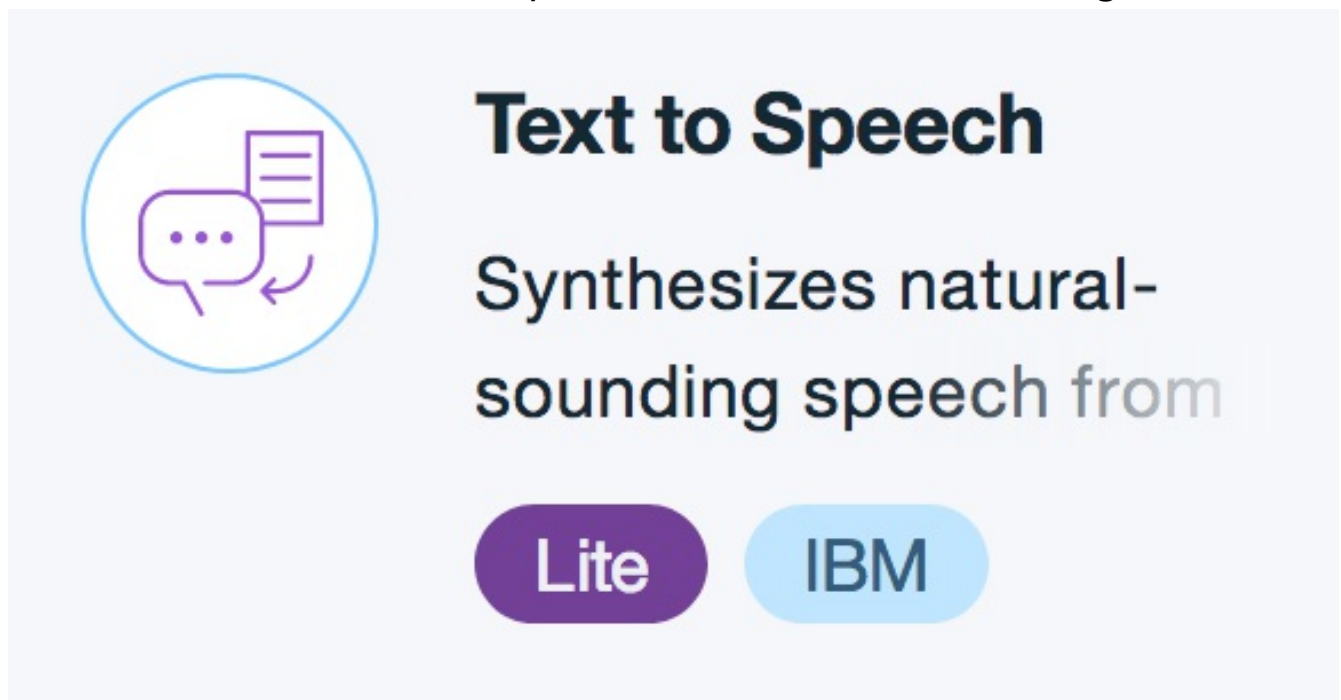 Text to Speech
Synthesizes natural-
sounding speech from
Lite IBM